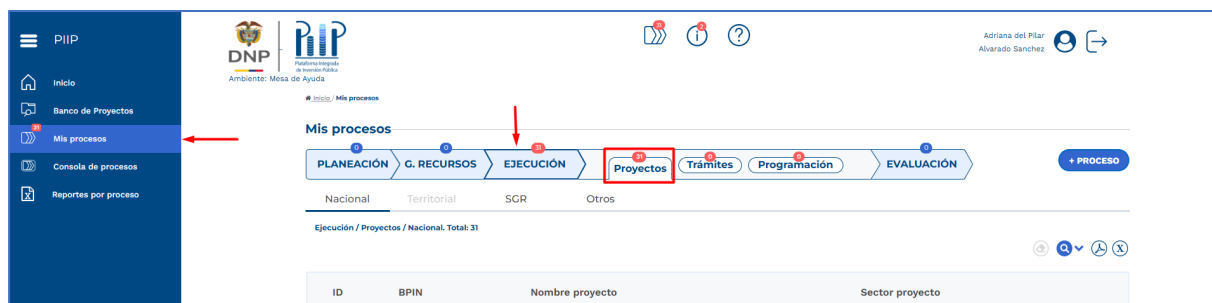 PIIP
Inicio
Banco de Proyectos
31
Mis procesos
Consola de procesos
Reportes por proceso
DNP
PIIP
Plataforma Integrada
de Inversión Pública
Ambiente: Mesa de Ayuda
0
2
?
Adriana del Pilar
Alvarado Sanchez
Inicio / Mis procesos
Mis procesos
0 0 31 31 0 0 0
PLANEACIÓN G. RECURSOS EJECUCIÓN Proyectos Trámites Programación EVALUACIÓN
+ PROCESO
Nacional Territorial SGR Otros
Ejecución / Proyectos / Nacional. Total: 31
X
ID BPIN Nombre proyecto Sector proyecto